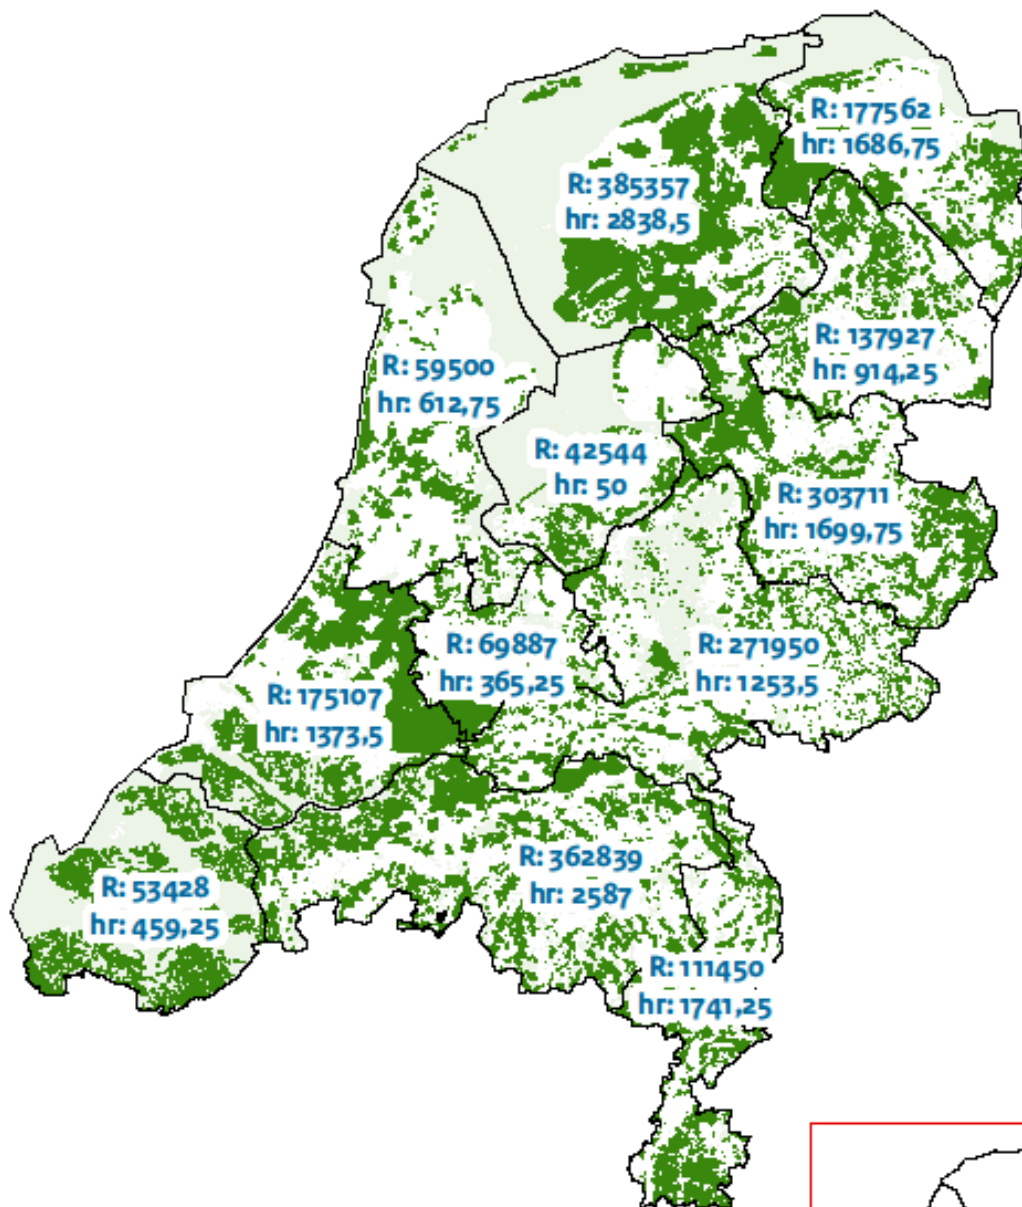 R: 177562
hr: 1686,75
R: 385357
hr: 2838,5
R: 137927
hr: 914,25
R: 59500
hr: 612,75
R: 42544
hr: 50
R: 303711
hr: 1699,75
R: 69887
hr: 365,25
R: 271950
hr: 1253,5
R: 175107
hr: 1373,5
R: 362839
hr: 2587
R: 53428
hr: 459,25
R: 111450
hr: 1741,25